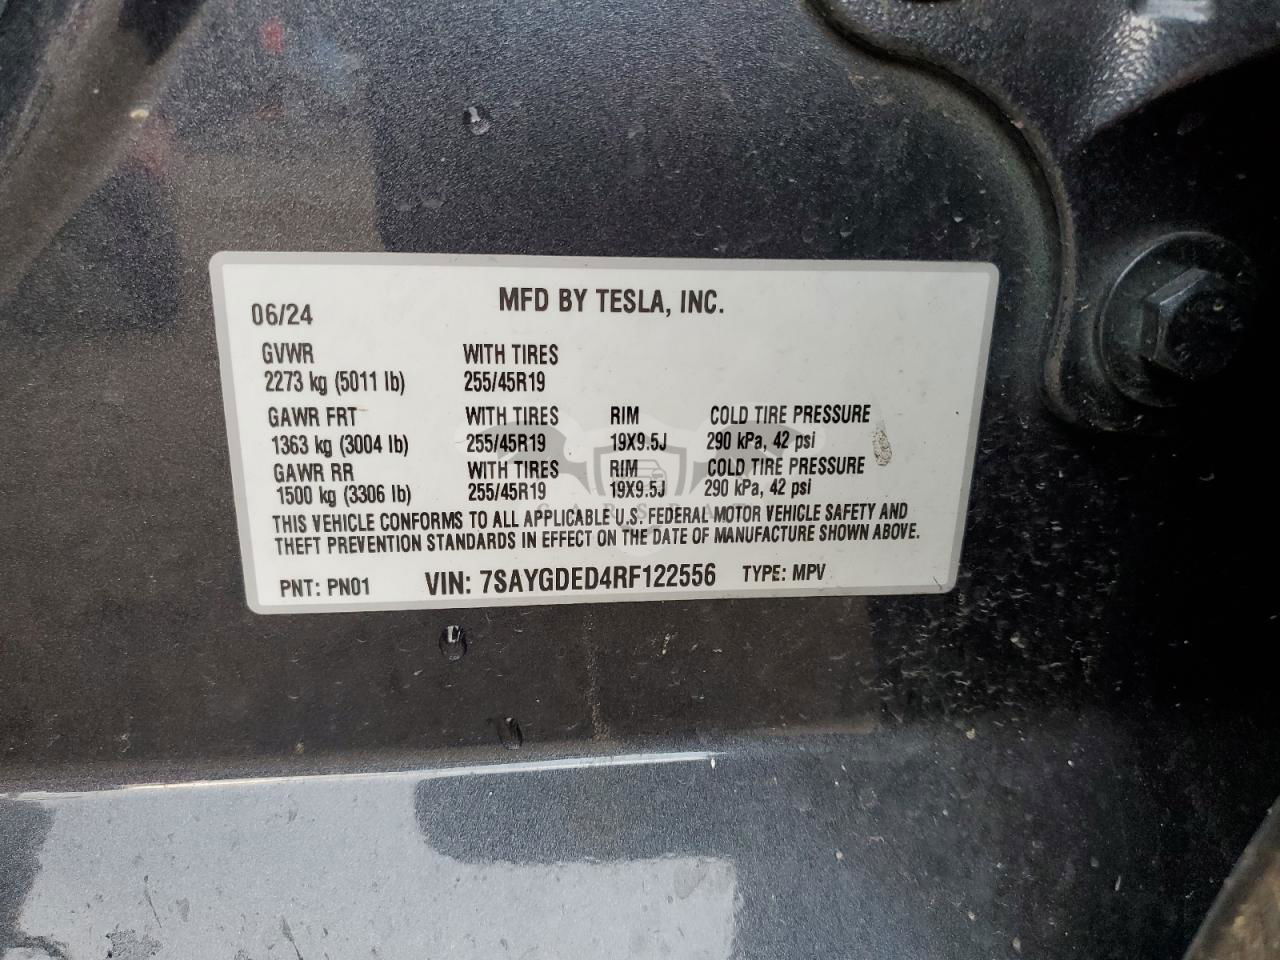 MFD BY TESLA, INC.
06/24
GVWR WITH TIRES
2273 kg (5011 lb) 255/45R19
GAWR FRT WITH TIRES RIM COLD TIRE PRESSURE
1363 kg (3004 lb) 255/45R19 19X9.5J 290 kPa, 42 psi
GAWR RR WITH TIRES RIM COLD TIRE PRESSURE
1500 kg (3306 lb) 255/45R19 19X9.5J 290 kPa, 42 psi
THIS VEHICLE CONFORMS TO ALL APPLICABLE U.S. FEDERAL MOTOR VEHICLE SAFETY AND
THEFT PREVENTION STANDARDS IN EFFECT ON THE DATE OF MANUFACTURE SHOWN ABOVE.
PNT: PN01 VIN: 7SAYGDED4RF122556 TYPE: MPV